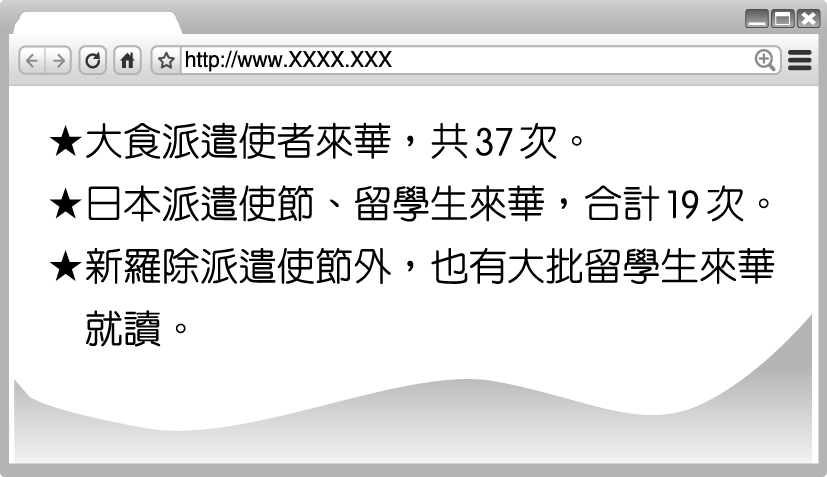 http://www.XXXX.XXX
★大食派遣使者來華，共37次。
★日本派遣使節、留學生來華，合計19次。
★新羅除派遣使節外，也有大批留學生來華
就讀。